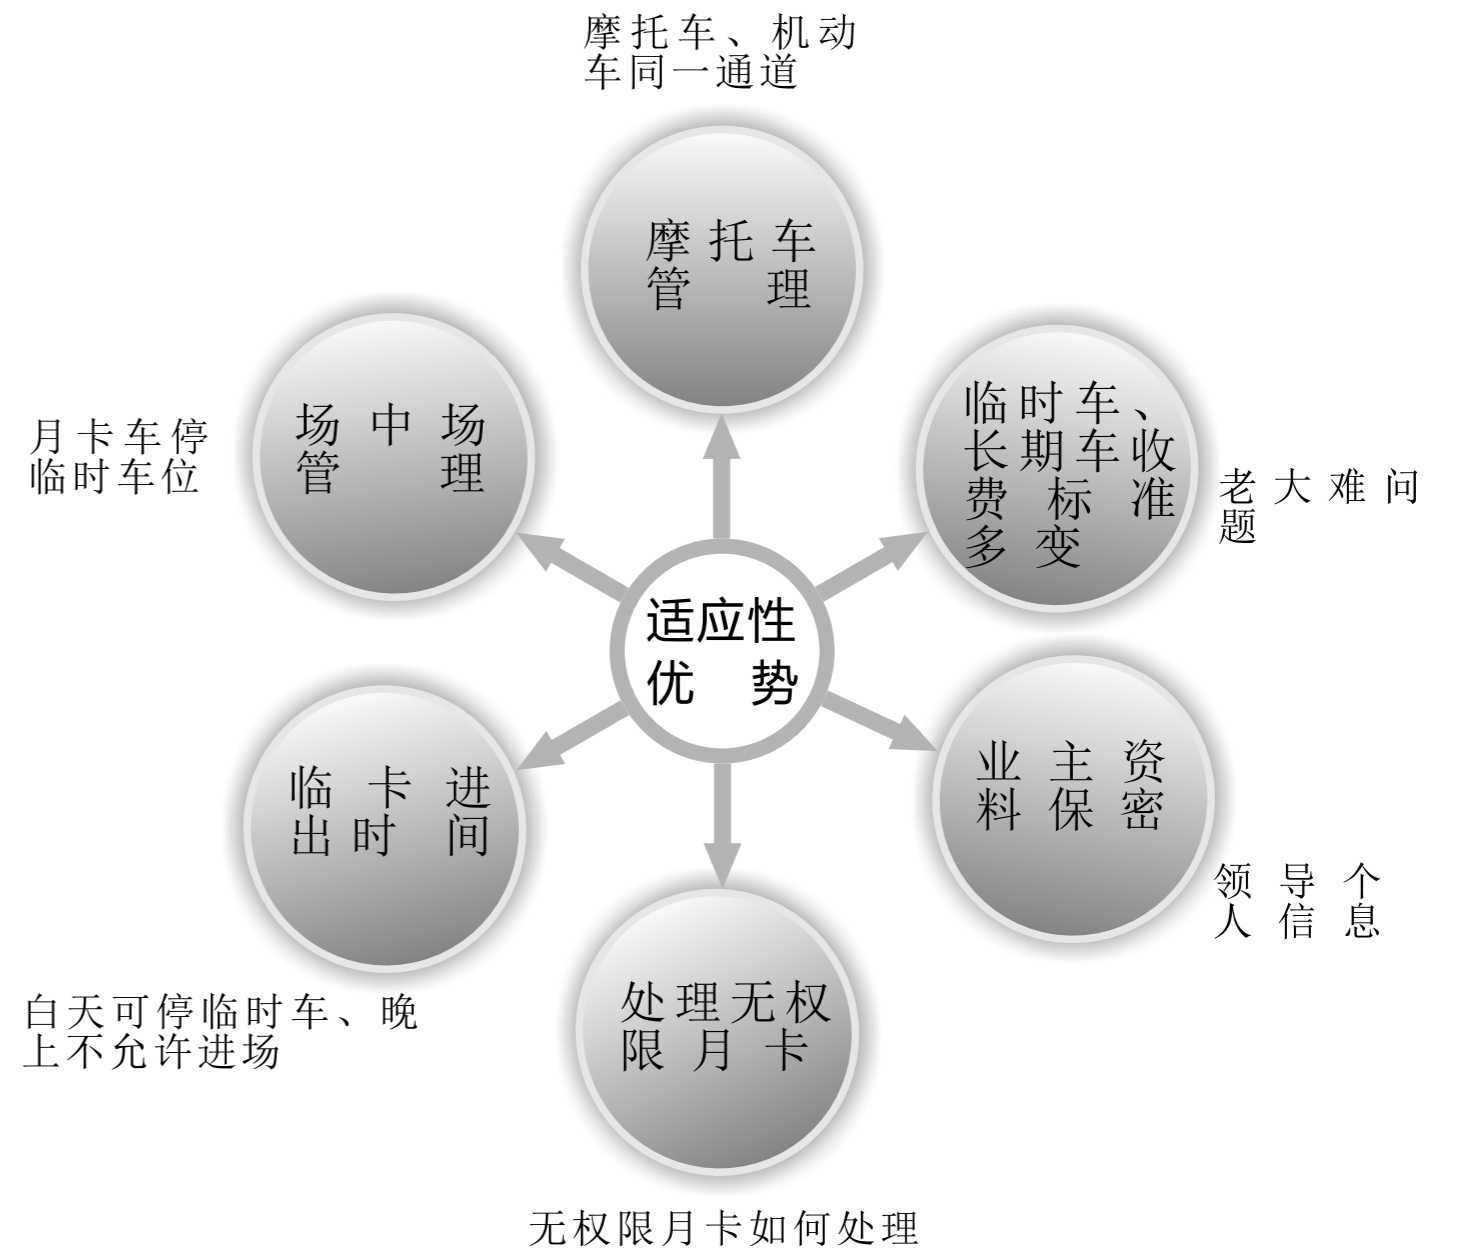 摩托车、机动
车同一通道
摩托车
管理
场中场
管理
月卡车停
临时车位
临时车、
长期车收
费标准
多变
老大难问
题
适应性
优势
临卡进
出时间
白天可停临时车、晚
上不允许进场
业主资
料保密
领导个
人信息
处理无权
限月卡
无权限月卡如何处理